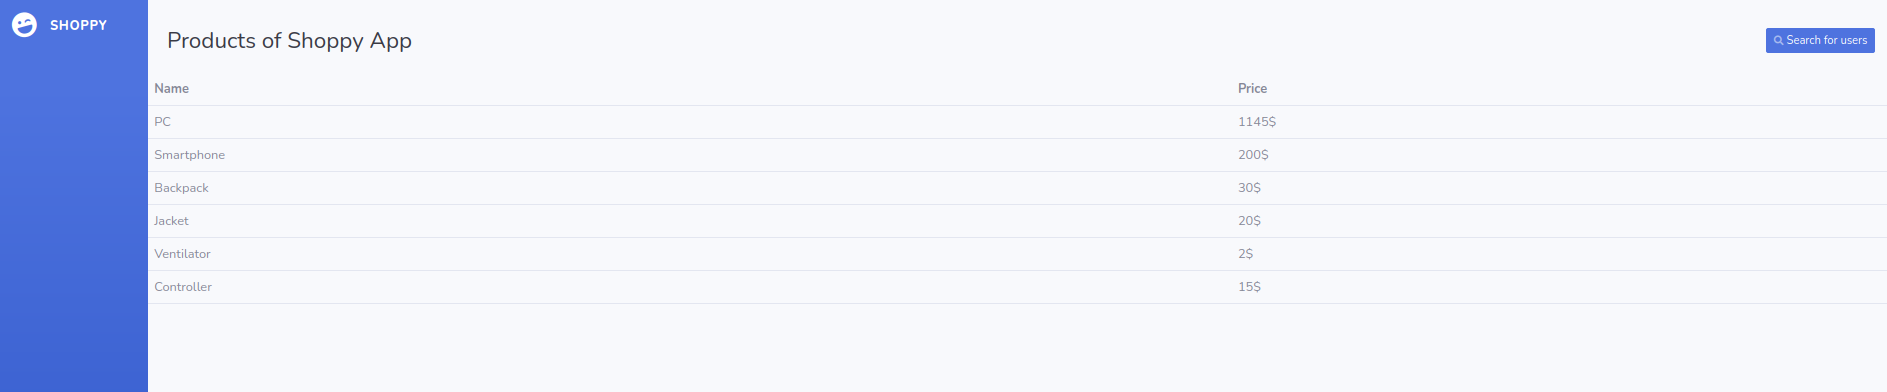 SHOPPY
Products of Shoppy App
Search for users
Name Price
PC 1145$
Smartphone 200$
Backpack 30$
Jacket 20$
Ventilator 2$
Controller 15$